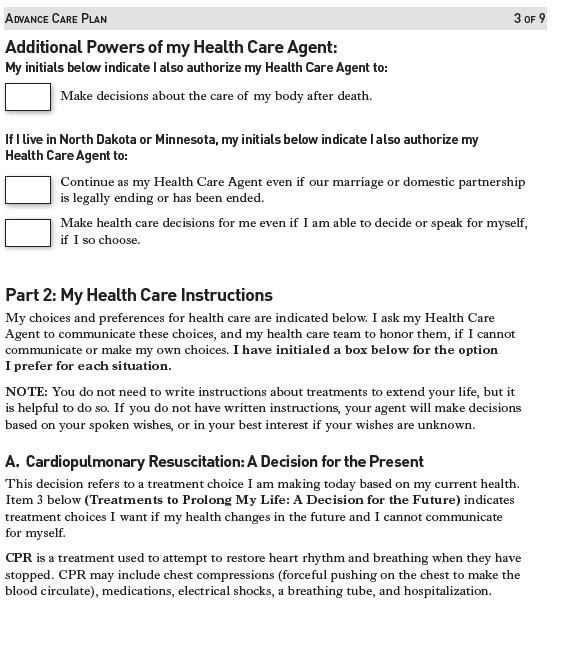 ADVANCE CARE PLAN 3 OF 9
Additional Powers of my Health Care Agent:
My initials below indicate I also authorize my Health Care Agent to:
Make decisions about the care of my body after death.
If I live in North Dakota or Minnesota, my initials below indicate I also authorize my
Health Care Agent to:
Continue as my Health Care Agent even if our marriage or domestic partnership
is legally ending or has been ended.
Make health care decisions for me even if I am able to decide or speak for myself,
if I so choose.
Part 2: My Health Care Instructions
My choices and preferences for health care are indicated below. I ask my Health Care
Agent to communicate these choices, and my health care team to honor them, if I cannot
communicate or make my own choices. I have initialed a box below for the option
I prefer for each situation.
NOTE: You do not need to write instructions about treatments to extend your life, but it
is helpful to do so. If you do not have written instructions, your agent will make decisions
based on your spoken wishes, or in your best interest if your wishes are unknown.
A. Cardiopulmonary Resuscitation: A Decision for the Present
This decision refers to a treatment choice I am making today based on my current health.
Item 3 below (Treatments to Prolong My Life: A Decision for the Future) indicates
treatment choices I want if my health changes in the future and I cannot communicate
for myself.
CPR is a treatment used to attempt to restore heart rhythm and breathing when they have
stopped. CPR may include chest compressions (forceful pushing on the chest to make the
blood circulate), medications, electrical shocks, a breathing tube, and hospitalization.